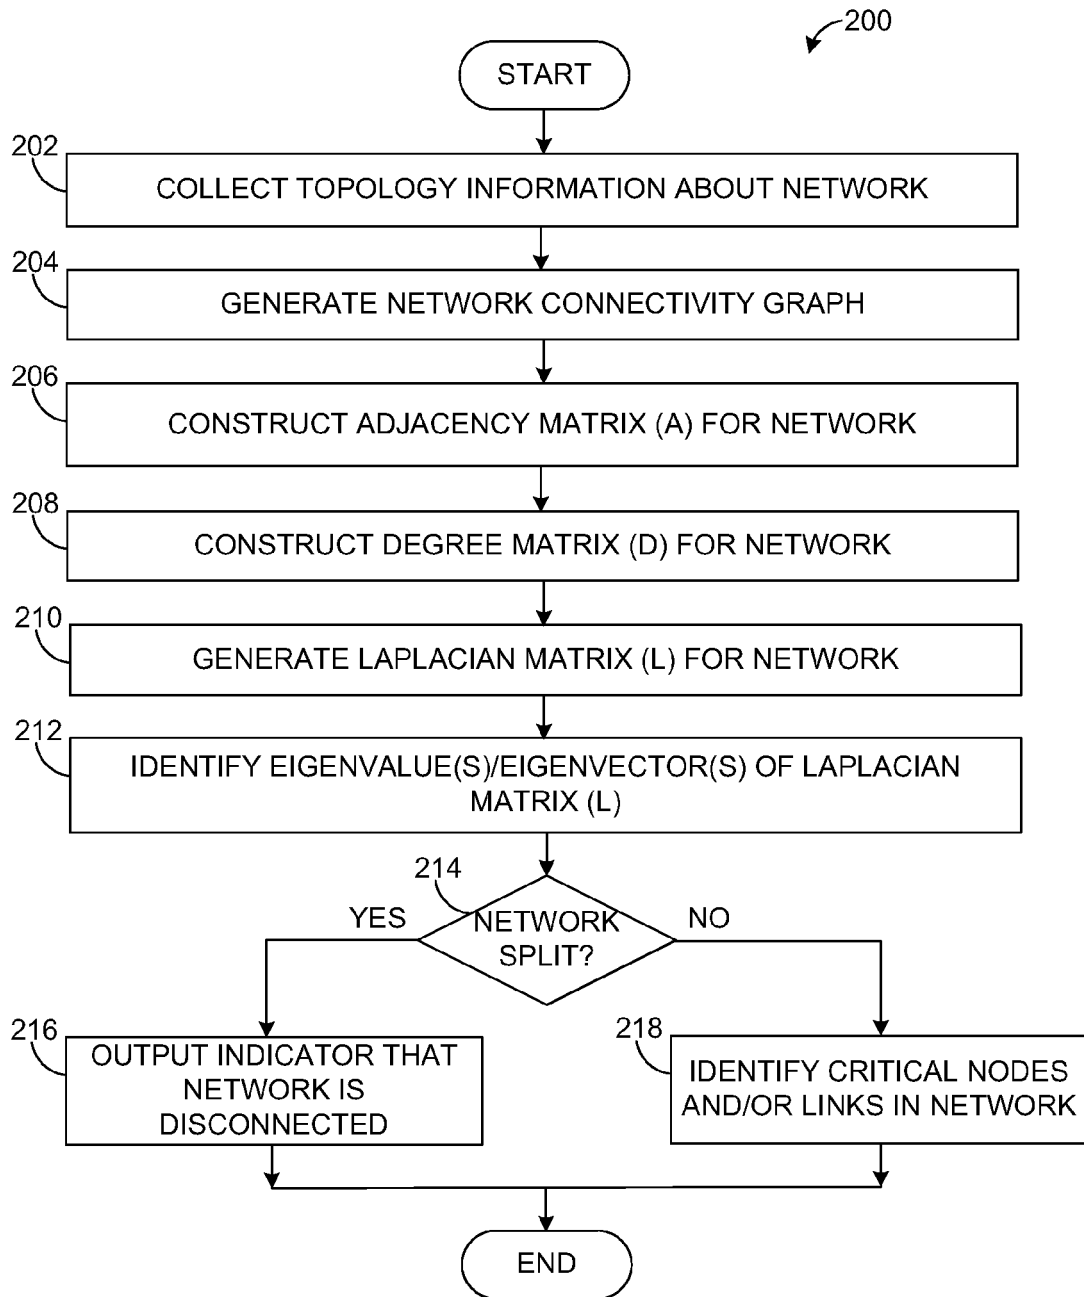 200
START
202
COLLECT TOPOLOGY INFORMATION ABOUT NETWORK
204
GENERATE NETWORK CONNECTIVITY GRAPH
206
CONSTRUCT ADJACENCY MATRIX (A) FOR NETWORK
208
CONSTRUCT DEGREE MATRIX (D) FOR NETWORK
210
GENERATE LAPLACIAN MATRIX (L) FOR NETWORK
212
IDENTIFY EIGENVALUE(S)/EIGENVECTOR(S) OF LAPLACIAN
MATRIX (L)
214
YES
NETWORK
SPLIT?
NO
216
OUTPUT INDICATOR THAT
NETWORK IS
DISCONNECTED
218
IDENTIFY CRITICAL NODES
AND/OR LINKS IN NETWORK
END